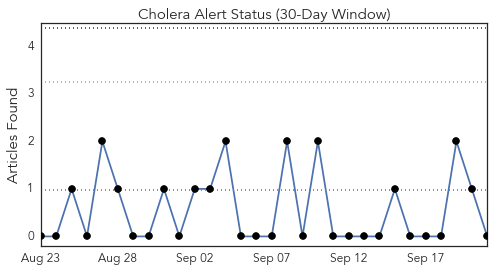 Cholera Alert Status (30-Day Window)
Articles Found
4
3
2
1
0
Aug 23 Aug 28 Sep 02 Sep 07 Sep 12 Sep 17